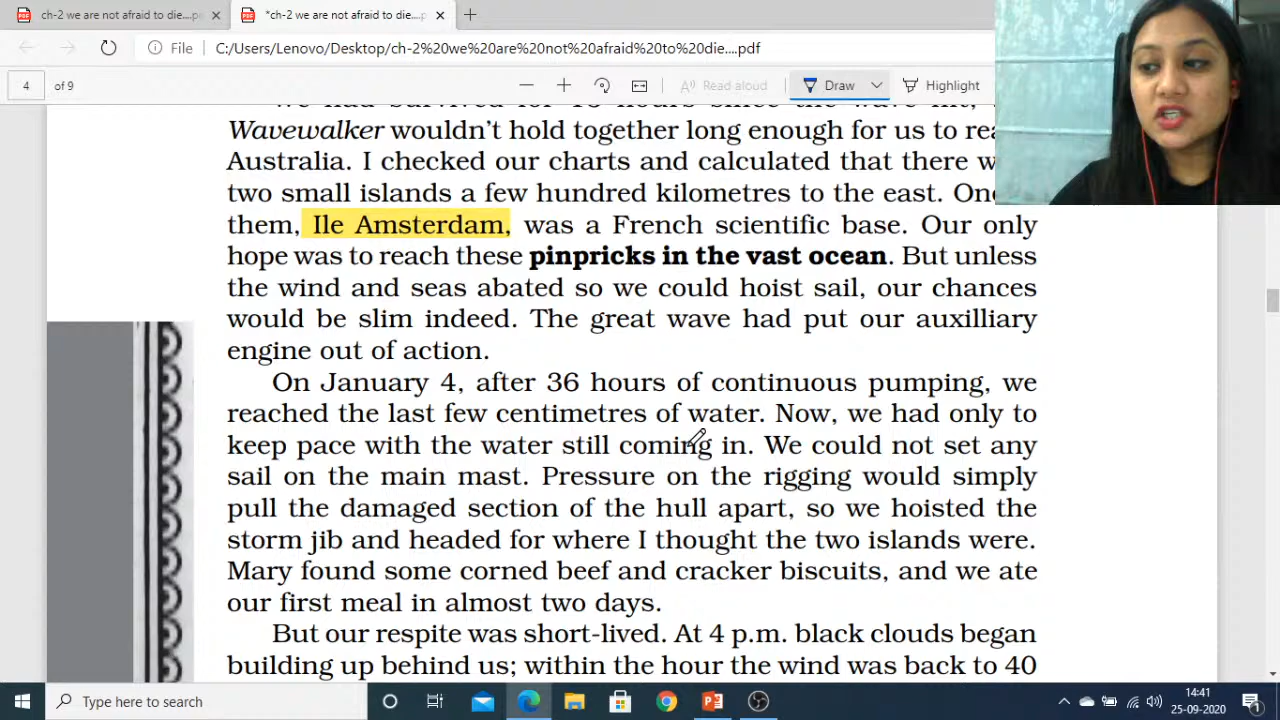 ch-2 we are not afraid to die....p
*ch-2 we are not afraid to die....p
File
C:/Users/Lenovo/Desktop/ch-2%20we%20are%20not%20afraid%20to%20die....pdf
4 of 9
Read aloud
Draw
Highlight
we had survived for 15 hours since the wave hit,
Wavewalker wouldn't hold together long enough for us to rea
Australia. I checked our charts and calculated that there w
two small islands a few hundred kilometres to the east. One
them, Ile Amsterdam, was a French scientific base. Our only
hope was to reach these pinpricks in the vast ocean. But unless
the wind and seas abated so we could hoist sail, our chances
would be slim indeed. The great wave had put our auxilliary
engine out of action.
On January 4, after 36 hours of continuous pumping, we
reached the last few centimetres of water. Now, we had only to
keep pace with the water still coming in. We could not set any
sail on the main mast. Pressure on the rigging would simply
pull the damaged section of the hull apart, so we hoisted the
storm jib and headed for where I thought the two islands were.
Mary found some corned beef and cracker biscuits, and we ate
our first meal in almost two days.
But our respite was short-lived. At 4 p.m. black clouds began
building up behind us; within the hour the wind was back to 40
Type here to search
14:41
25-09-2020
1